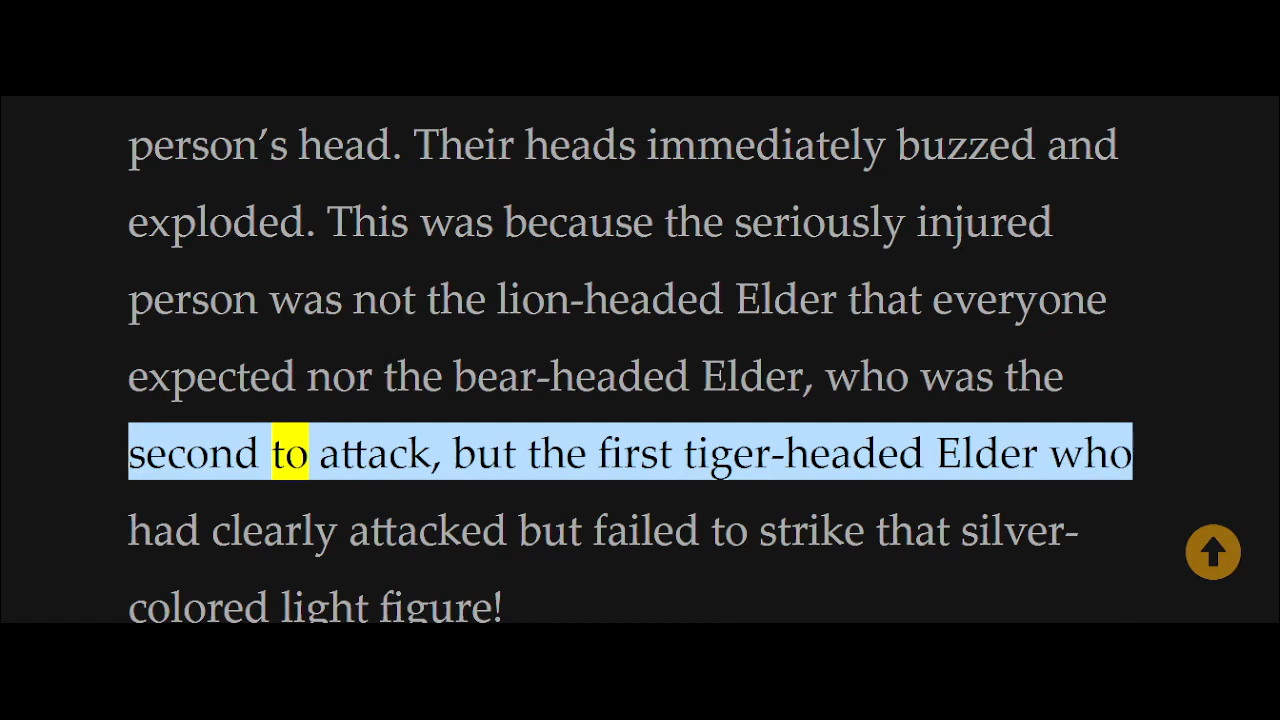 person’s head. Their heads immediately buzzed and
exploded. This was because the seriously injured
person was not the lion-headed Elder that everyone
expected nor the bear-headed Elder, who was the
second to attack, but the first tiger-headed Elder who
had clearly attacked but failed to strike that silver-
colored light figure!